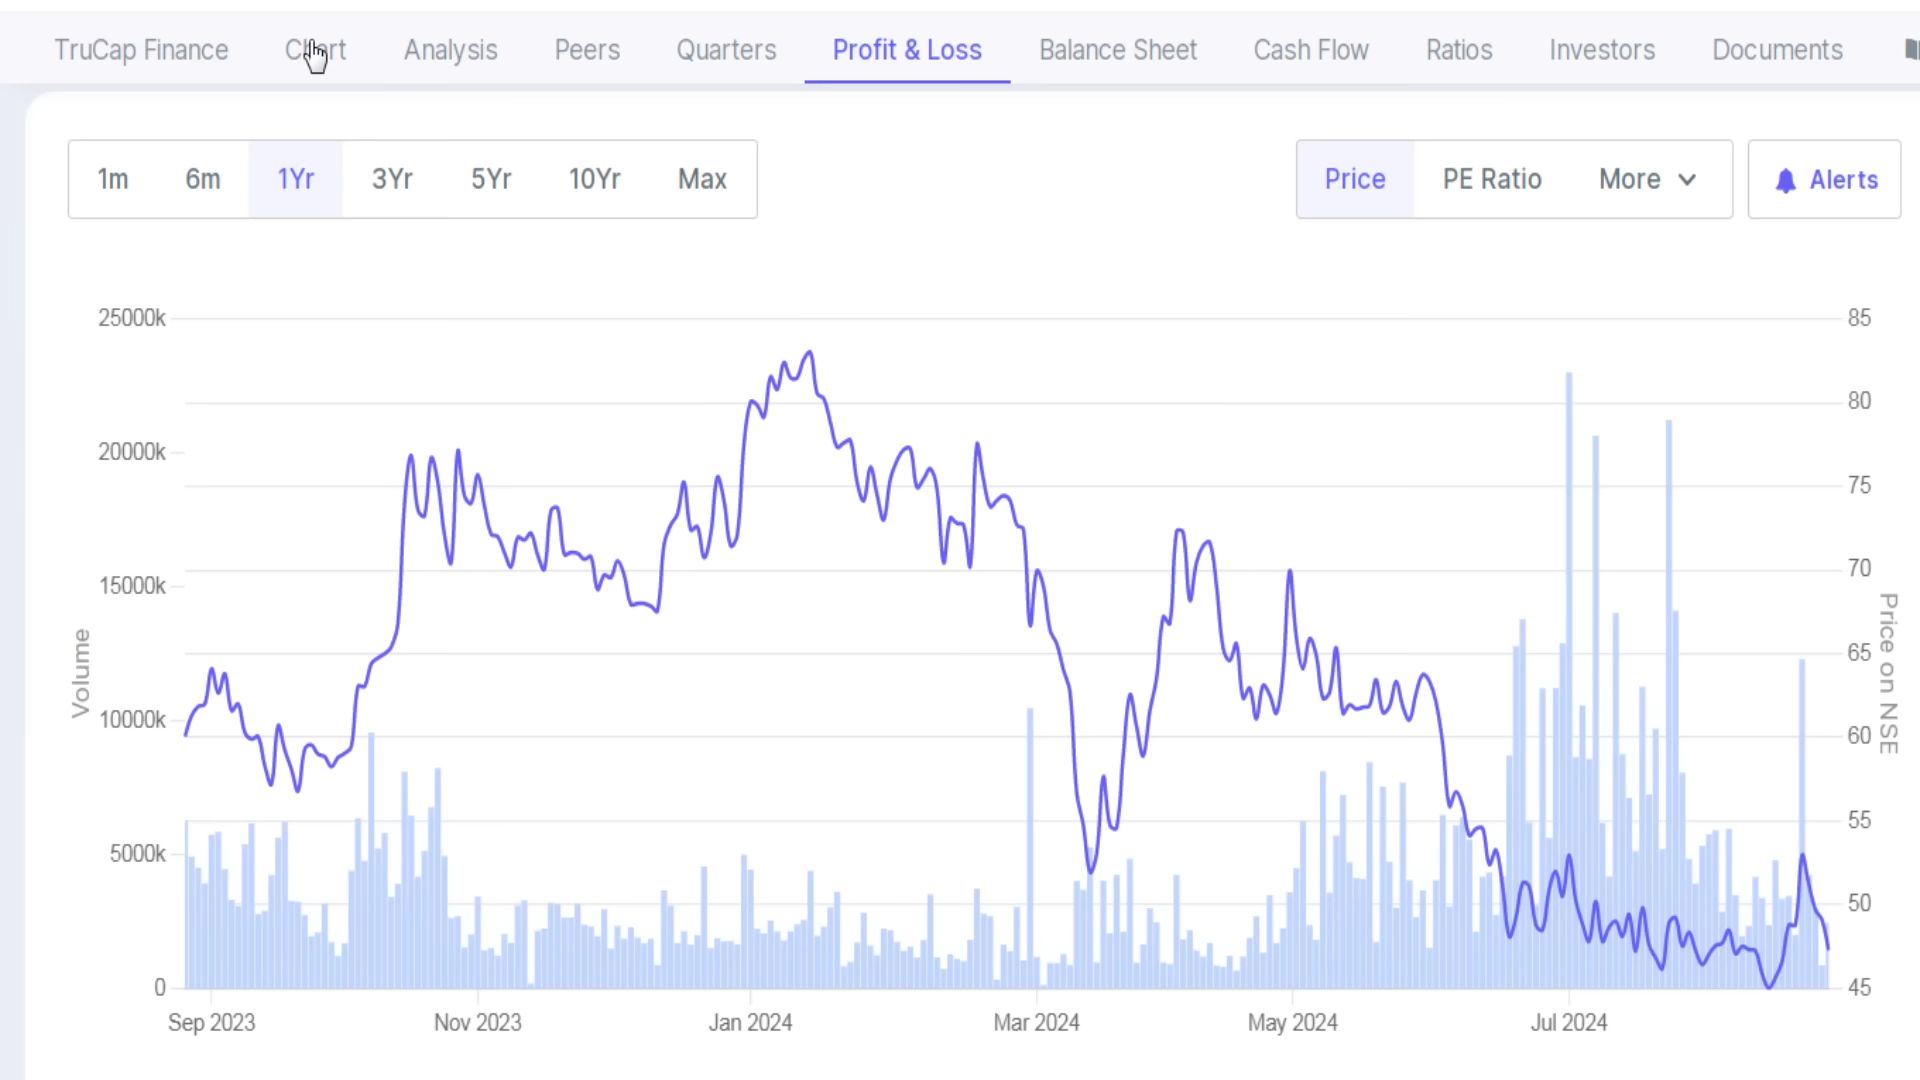 TruCap Finance Chart Analysis Peers Quarters Profit & Loss Balance Sheet Cash Flow Ratios Investors Documents
1m 6m 1Yr 3Yr 5Yr 10Yr Max Price PE Ratio More Alerts
25000k 85
80
20000k 75
15000k 70
65
10000k 60
5000k 55
50
0 45
Volume
Price on NSE
Sep 2023 Nov 2023 Jan 2024 Mar 2024 May 2024 Jul 2024